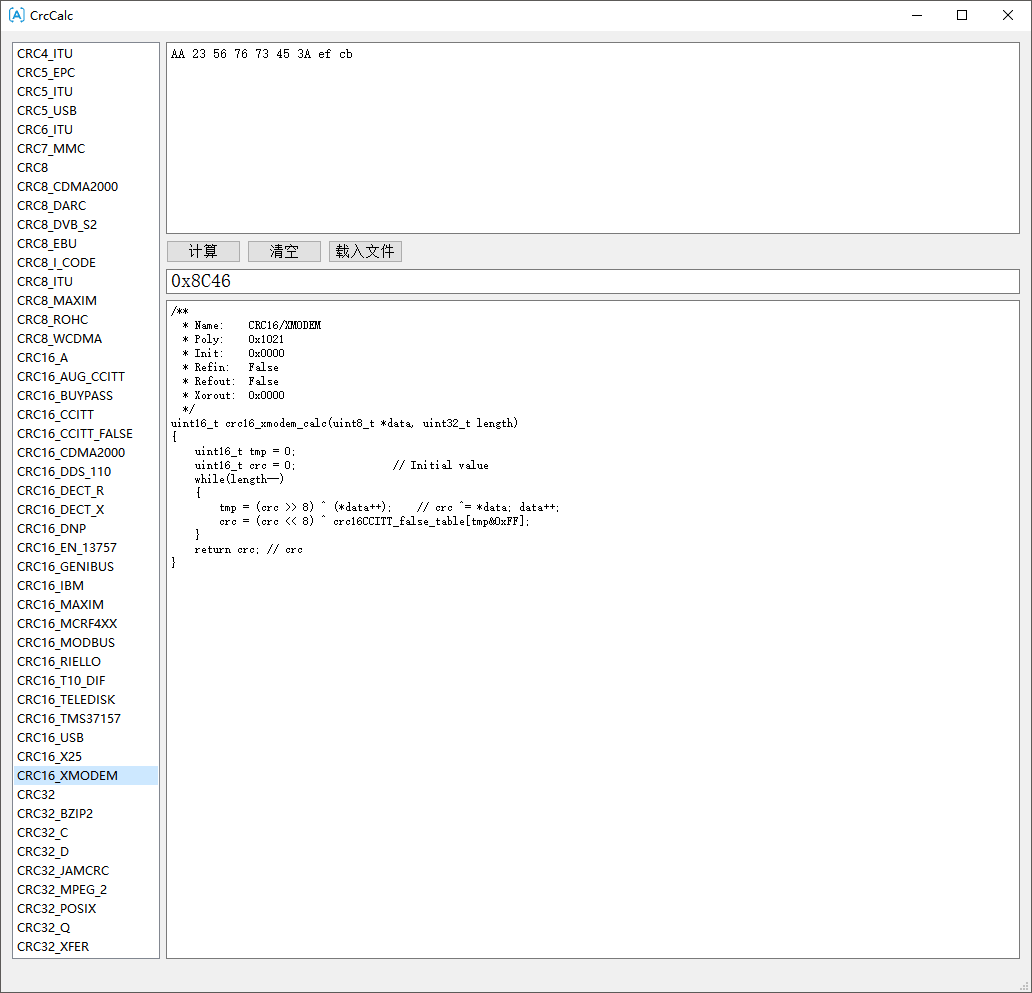 CrcCalc
CRC4_ITU
CRC5_EPC
CRC5_ITU
CRC5_USB
CRC6_ITU
CRC7_MMC
CRC8
CRC8_CDMA2000
CRC8_DARC
CRC8_DVB_S2
CRC8_EBU
CRC8_I_CODE
CRC8_ITU
CRC8_MAXIM
CRC8_ROHC
CRC8_WCDMA
CRC16_A
CRC16_AUG_CCITT
CRC16_BUYPASS
CRC16_CCITT
CRC16_CCITT_FALSE
CRC16_CDMA2000
CRC16_DDS_110
CRC16_DECT_R
CRC16_DECT_X
CRC16_DNP
CRC16_EN_13757
CRC16_GENIBUS
CRC16_IBM
CRC16_MAXIM
CRC16_MCRF4XX
CRC16_MODBUS
CRC16_RIELLO
CRC16_T10_DIF
CRC16_TELEDISK
CRC16_TMS37157
CRC16_USB
CRC16_X25
CRC16_XMODEM
CRC32
CRC32_BZIP2
CRC32_C
CRC32_D
CRC32_JAMCRC
CRC32_MPEG_2
CRC32_POSIX
CRC32_Q
CRC32_XFER
AA 23 56 76 73 45 3A ef cb
计算 清空 载入文件
0x8C46
/**
  * Name:    CRC16/XMODEM
  * Poly:    0x1021
  * Init:    0x0000
  * Refin:   False
  * Refout:  False
  * Xorout:  0x0000
  */
uint16_t crc16_xmodem_calc(uint8_t *data, uint32_t length)
{
    uint16_t tmp = 0;
    uint16_t crc = 0;                // Initial value
    while(length--)
    {
        tmp = (crc >> 8) ^ (*data++);    // crc ^= *data; data++;
        crc = (crc << 8) ^ crc16CCITT_false_table[tmp&0xFF];
    }
    return crc; // crc
}